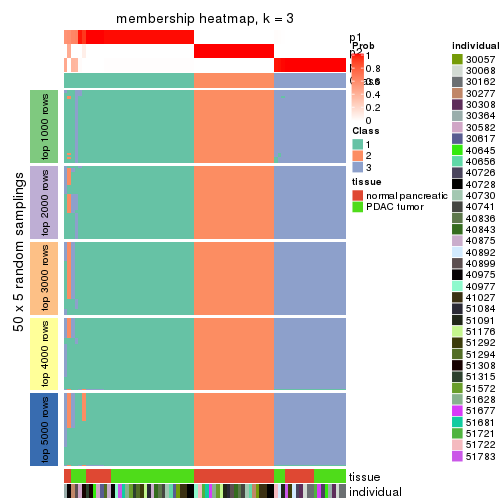 membership heatmap, k = 3
p1
p2
Prob
1
0.8
0.6
0.4
0.2
0
Class
1
2
3
tissue
normal pancreatic
PDAC tumor
individual
30057
30068
30162
30277
30308
30364
30582
30617
40645
40656
40726
40728
40730
40741
40836
40843
40875
40892
40899
40975
40977
41027
51084
51091
51176
51292
51294
51308
51315
51572
51628
51677
51681
51721
51722
51783
50 x 5 random samplings
top 1000 rows
top 2000 rows
top 3000 rows
top 4000 rows
top 5000 rows
tissue
individual